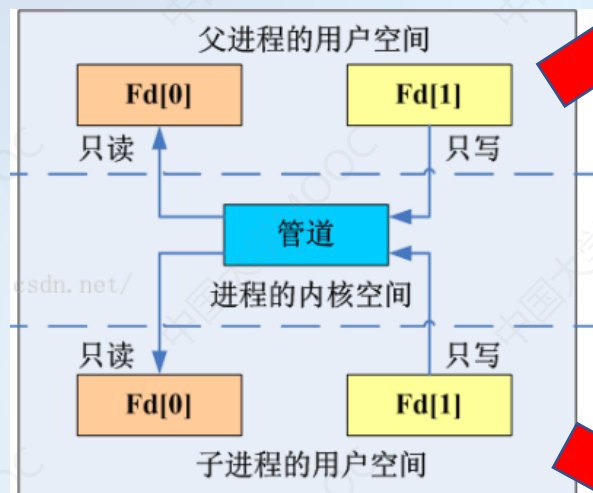 父进程的用户空间
Fd[0] Fd[1]
只读 只写
管道
csdn.net/
进程的内核空间
只读 只写
Fd[0] Fd[1]
子进程的用户空间